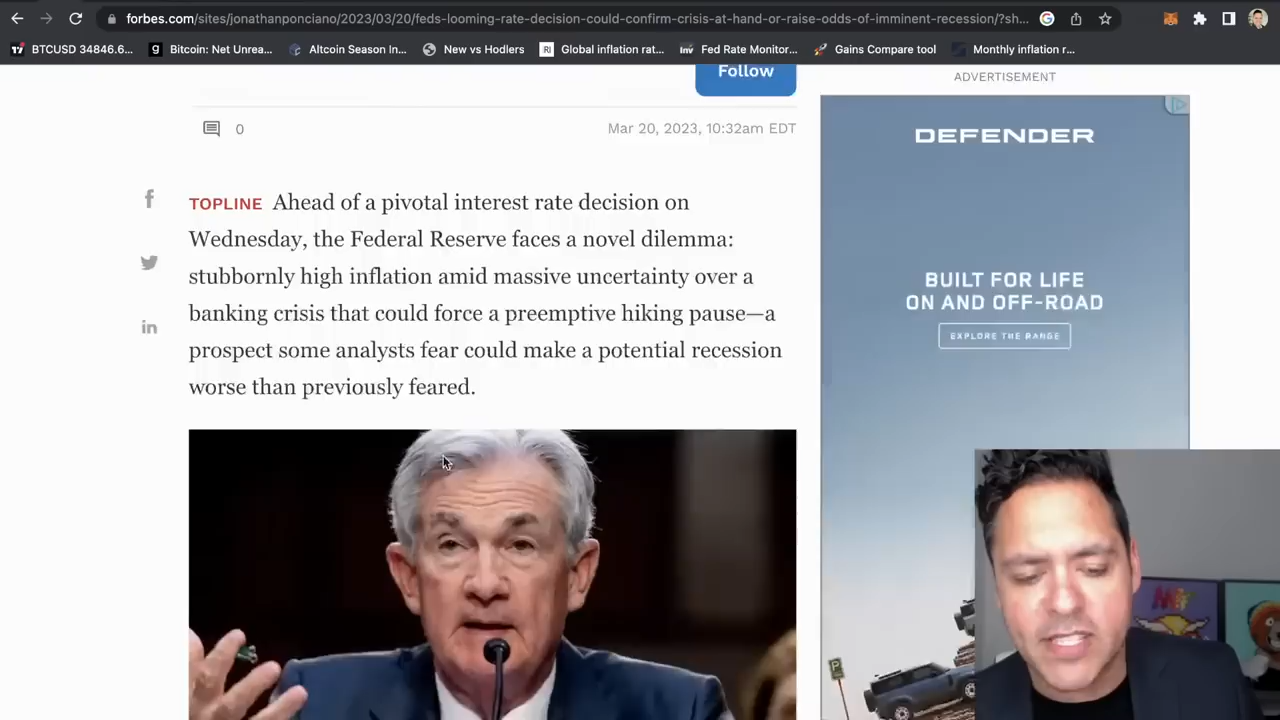 forbes.com/sites/jonathanponciano/2023/03/20/feds-looming-rate-decision-could-confirm-crisis-at-hand-or-raise-odds-of-imminent-recession/?sh...
BTCUSD 34846.6... Bitcoin: Net Unrea... Altcoin Season In... New vs Hodlers RI Global inflation rat... Inv Fed Rate Monitor... Gains Compare tool Monthly inflation r...
Follow
ADVERTISEMENT
0
Mar 20, 2023, 10:32am EDT
TOPLINE Ahead of a pivotal interest rate decision on
Wednesday, the Federal Reserve faces a novel dilemma:
stubbornly high inflation amid massive uncertainty over a
banking crisis that could force a preemptive hiking pause—a
prospect some analysts fear could make a potential recession
worse than previously feared.
DEFENDER
BUILT FOR LIFE
ON AND OFF-ROAD
EXPLORE THE RANGE
P